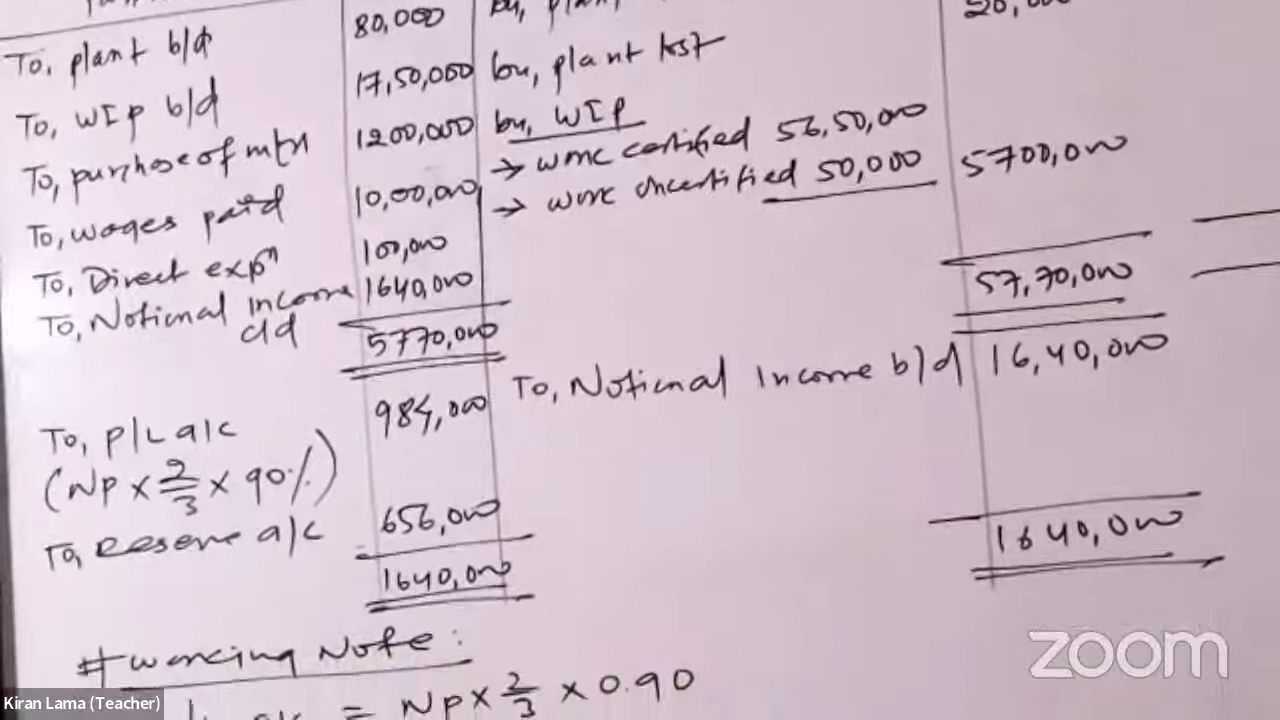 80,000
20,000
To, plant b/d 17,50,000 by, plant lost
To, WIP b/d 1200,000 by, WIP
To, purchase of mtrl 10,00,000 → work certified 56,50,000
To, wages paid 100,000 → work uncertified 50,000 5700,000
To, Direct expn 1640,000
To, Notional Income c/d 5770,000 57,70,000
984,000 To, Notional Income b/d 16,40,000
To, P/L a/c
(NP × 2/3 × 90%)
To, Reserve a/c 656,000
1640,000 1640,000
# Working Note:
= NP × 2/3 × 0.90
zoom
Kiran Lama (Teacher)